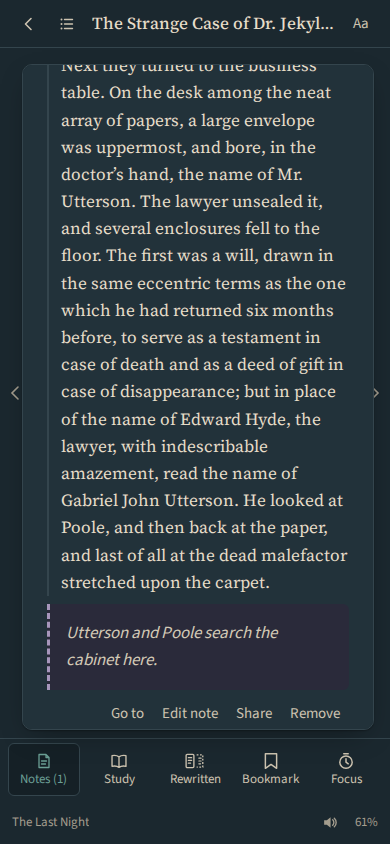 The Strange Case of Dr. Jekyl...
Aa
Next they turned to the business
table. On the desk among the neat
array of papers, a large envelope
was uppermost, and bore, in the
doctor’s hand, the name of Mr.
Utterson. The lawyer unsealed it,
and several enclosures fell to the
floor. The first was a will, drawn in
the same eccentric terms as the one
which he had returned six months
before, to serve as a testament in
case of death and as a deed of gift in
case of disappearance; but in place
of the name of Edward Hyde, the
lawyer, with indescribable
amazement, read the name of
Gabriel John Utterson. He looked at
Poole, and then back at the paper,
and last of all at the dead malefactor
stretched upon the carpet.
Utterson and Poole search the
cabinet here.
Go to Edit note Share Remove
Notes (1) Study Rewritten Bookmark Focus
The Last Night 61%